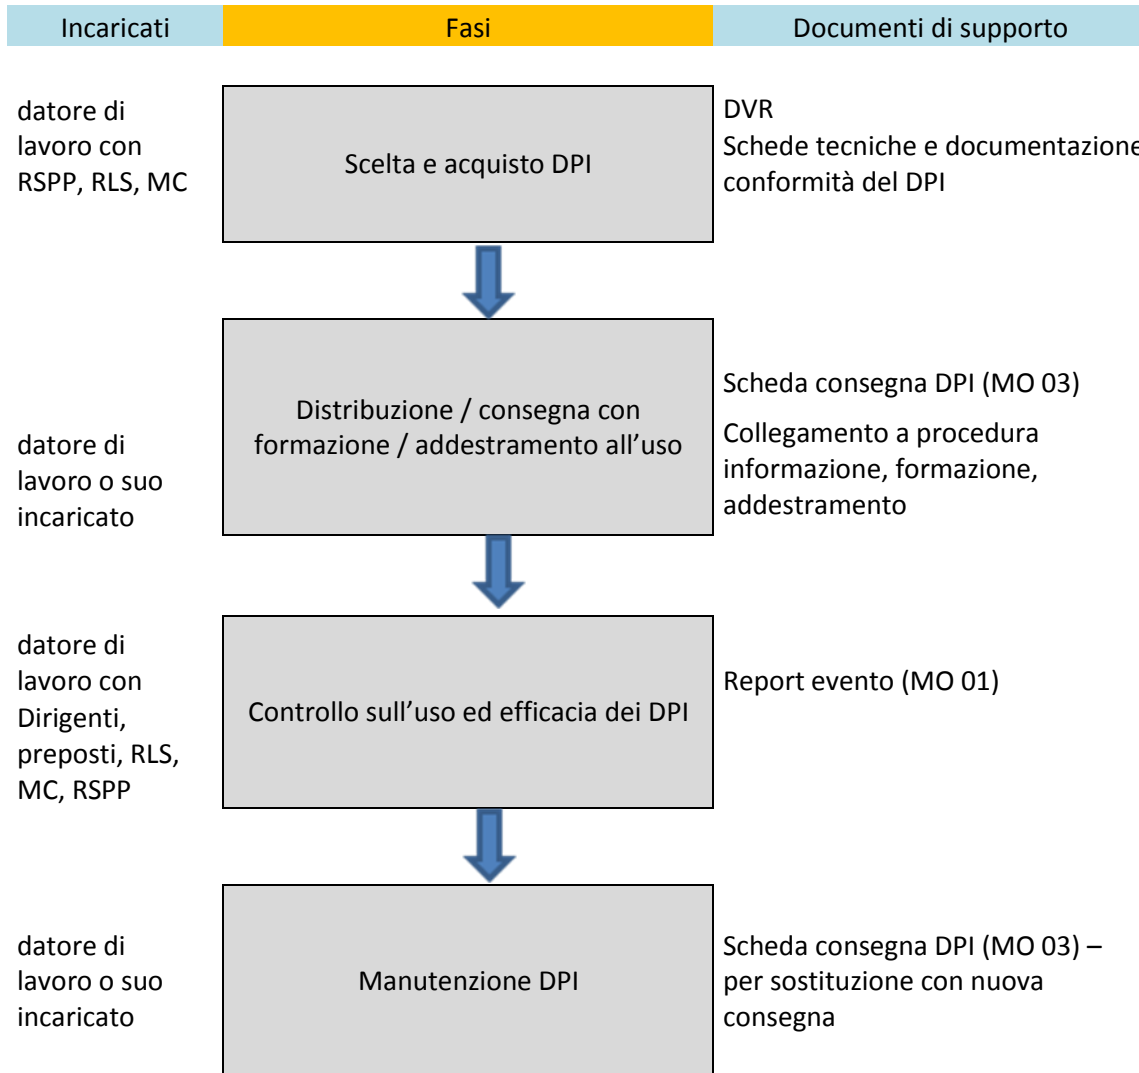 Incaricati
Fasi
Documenti di supporto
datore di
lavoro con
RSPP, RLS, MC
Scelta e acquisto DPI
DVR
Schede tecniche e documentazione
conformità del DPI
datore di
lavoro o suo
incaricato
Distribuzione / consegna con
formazione / addestramento all’uso
Scheda consegna DPI (MO 03)
Collegamento a procedura
informazione, formazione,
addestramento
datore di
lavoro con
Dirigenti,
preposti, RLS,
MC, RSPP
Controllo sull’uso ed efficacia dei DPI
Report evento (MO 01)
datore di
lavoro o suo
incaricato
Manutenzione DPI
Scheda consegna DPI (MO 03) –
per sostituzione con nuova
consegna